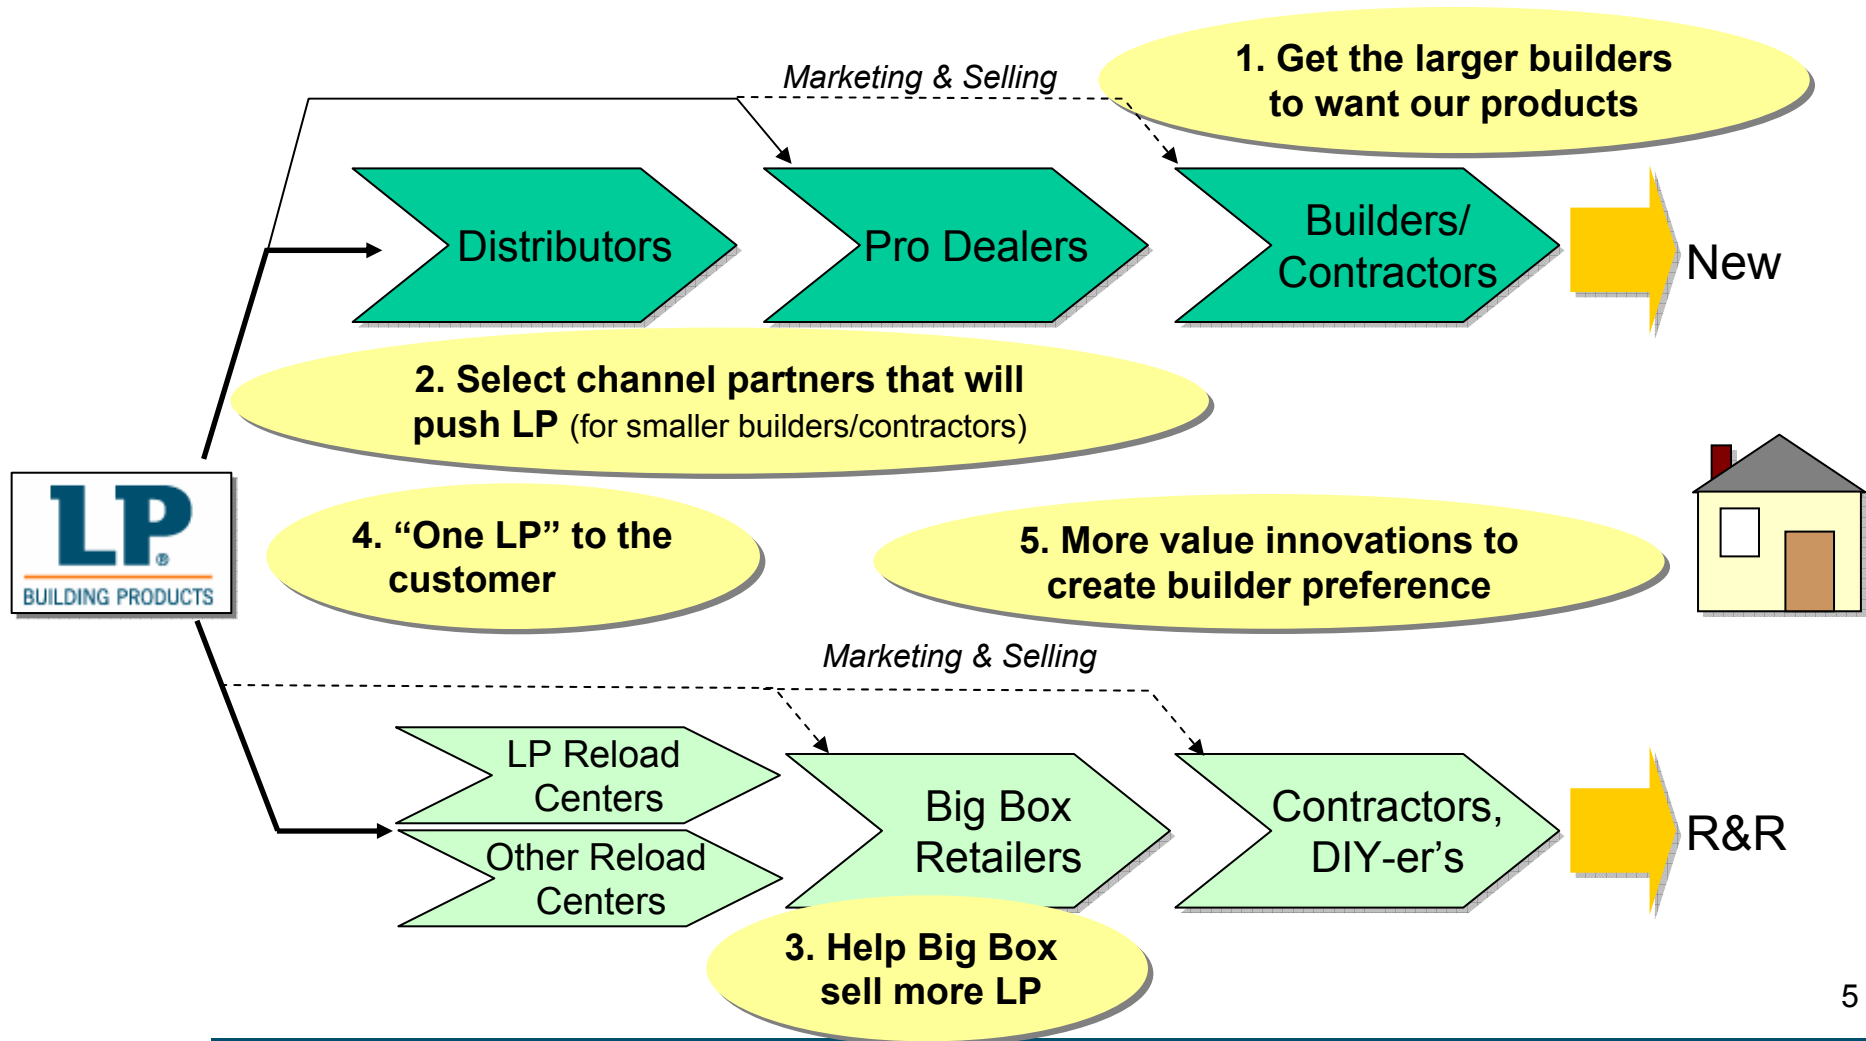 Marketing & Selling
1. Get the larger builders
to want our products
Distributors
Pro Dealers
Builders/
Contractors
New
2. Select channel partners that will
push LP (for smaller builders/contractors)
LP®
BUILDING PRODUCTS
4. “One LP” to the
customer
5. More value innovations to
create builder preference
Marketing & Selling
LP Reload
Centers
Other Reload
Centers
Big Box
Retailers
Contractors,
DIY-er’s
R&R
3. Help Big Box
sell more LP
5